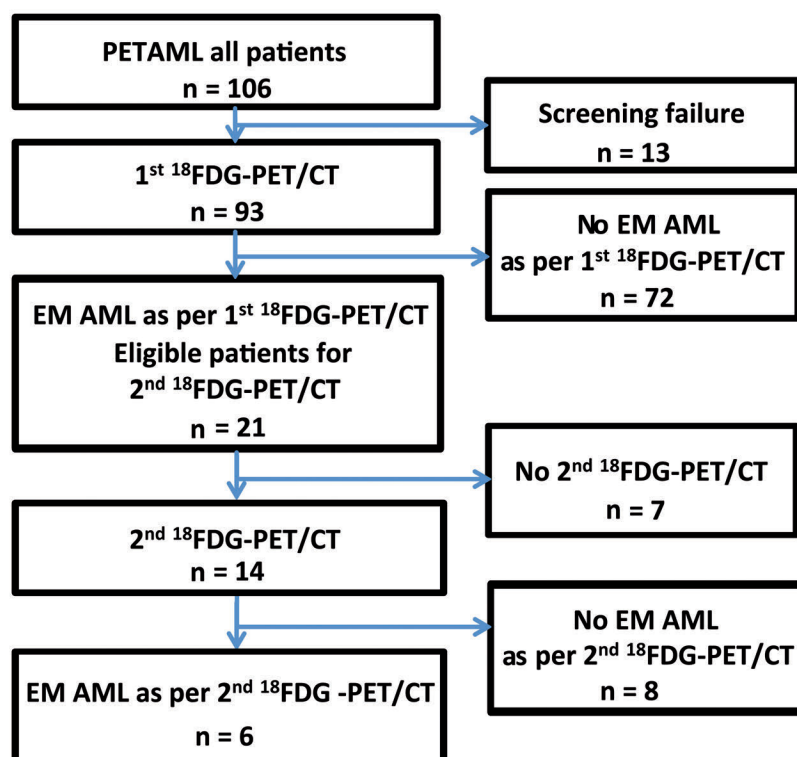 PETAML all patients
n = 106
Screening failure
n = 13
1st 18FDG-PET/CT
n = 93
No EM AML
as per 1st 18FDG-PET/CT
n = 72
EM AML as per 1st 18FDG-PET/CT
Eligible patients for
2nd 18FDG-PET/CT
n = 21
No 2nd 18FDG-PET/CT
n = 7
2nd 18FDG-PET/CT
n = 14
No EM AML
as per 2nd 18FDG-PET/CT
n = 8
EM AML as per 2nd 18FDG -PET/CT
n = 6